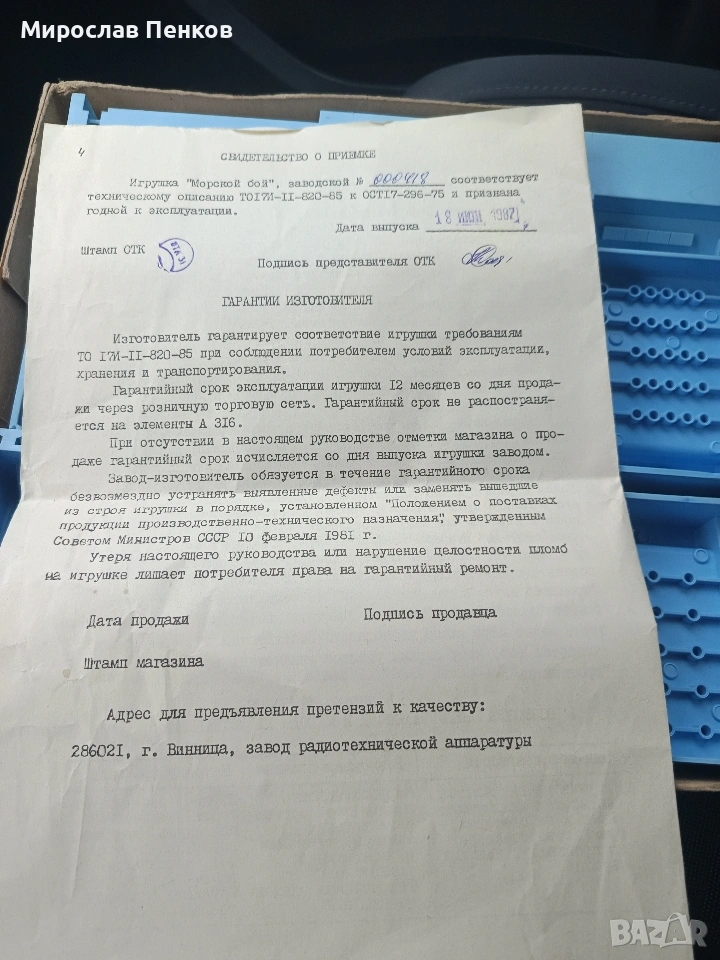 Мирослав Пенков
4
СВИДЕТЕЛЬСТВО О ПРИЕМКЕ
Игрушка "Морской бой", заводской № 000418 соответствует
техническому описанию ТО17И-II-820-85 к ОСТ17-296-75 и признана
годной к эксплуатации.
Дата выпуска 18 ИЮН 1987
Штамп ОТК
Подпись представителя ОТК
ГАРАНТИИ ИЗГОТОВИТЕЛЯ
Изготовитель гарантирует соответствие игрушки требованиям
ТО 17И-II-820-85 при соблюдении потребителем условий эксплуатации,
хранения и транспортирования.
Гарантийный срок эксплуатации игрушки 12 месяцев со дня прода-
жи через розничную торговую сеть. Гарантийный срок не распостраня-
ется на элементы А 316.
При отсутствии в настоящем руководстве отметки магазина о про-
даже гарантийный срок исчисляется со дня выпуска игрушки заводом.
Завод-изготовитель обязуется в течение гарантийного срока
безвозмездно устранять выявленные дефекты или заменять вышедшие
из строя игрушки в порядке, установленном "Положением о поставках
продукции производственно-технического назначения", утвержденным
Советом Министров СССР 10 февраля 1981 г.
Утеря настоящего руководства или нарушение целостности пломб
на игрушке лишает потребителя права на гарантийный ремонт.
Дата продажи
Подпись продавца
Штамп магазина
Адрес для предъявления претензий к качеству:
286021, г. Винница, завод радиотехнической аппаратуры
BAZAR